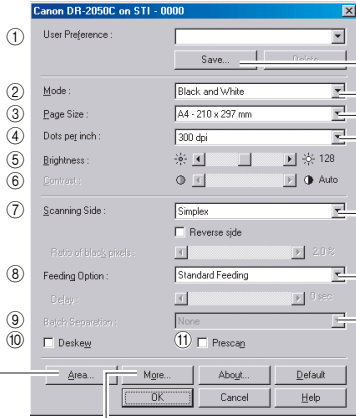 Canon DR-2050C on STI - 0000
① User Preference :
Save... Delete
② Mode : Black and White
③ Page Size : A4 - 210 x 297 mm
④ Dots per inch : 300 dpi
⑤ Brightness : 128
⑥ Contrast : Auto
⑦ Scanning Side : Simplex
Reverse side
Ratio of black pixels : 2.0 %
⑧ Feeding Option : Standard Feeding
Delay : 0 sec
⑨ Batch Separation : None
⑩ Deskew ⑪ Prescan
Area... More... About... Default
OK Cancel Help